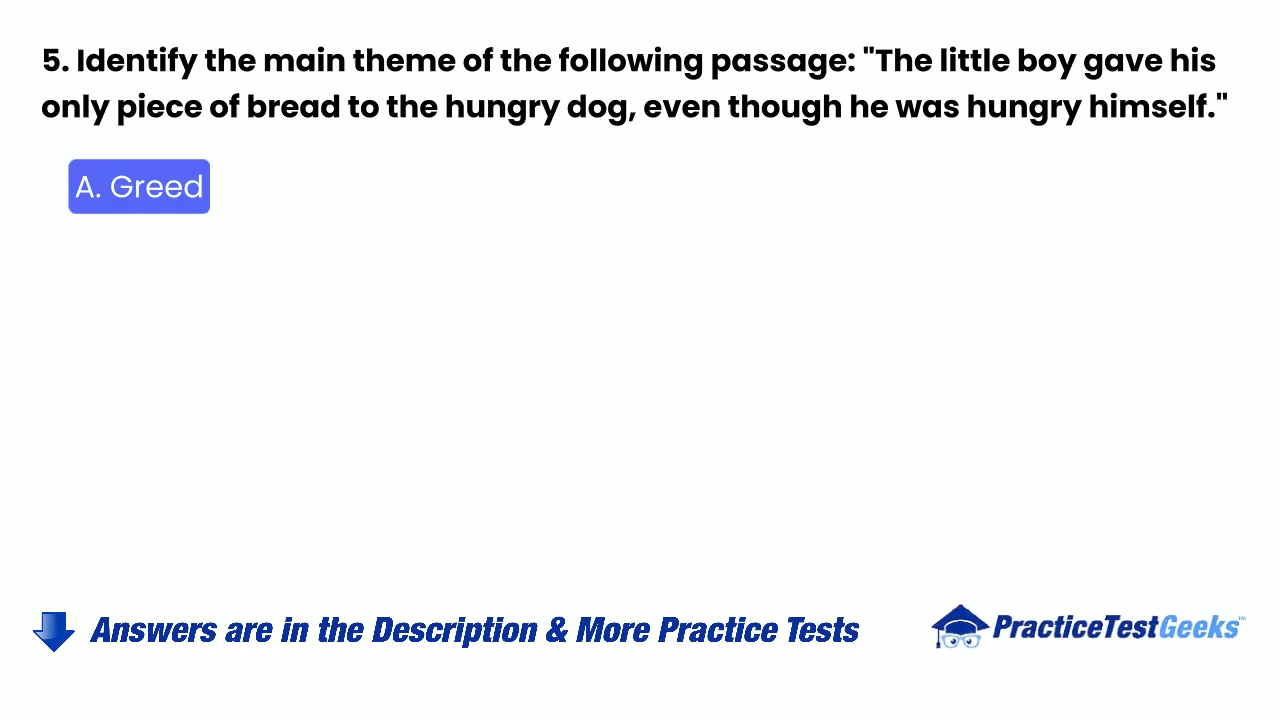 5. Identify the main theme of the following passage: "The little boy gave his
only piece of bread to the hungry dog, even though he was hungry himself."
A. Greed
Answers are in the Description & More Practice Tests
PracticeTestGeeks™